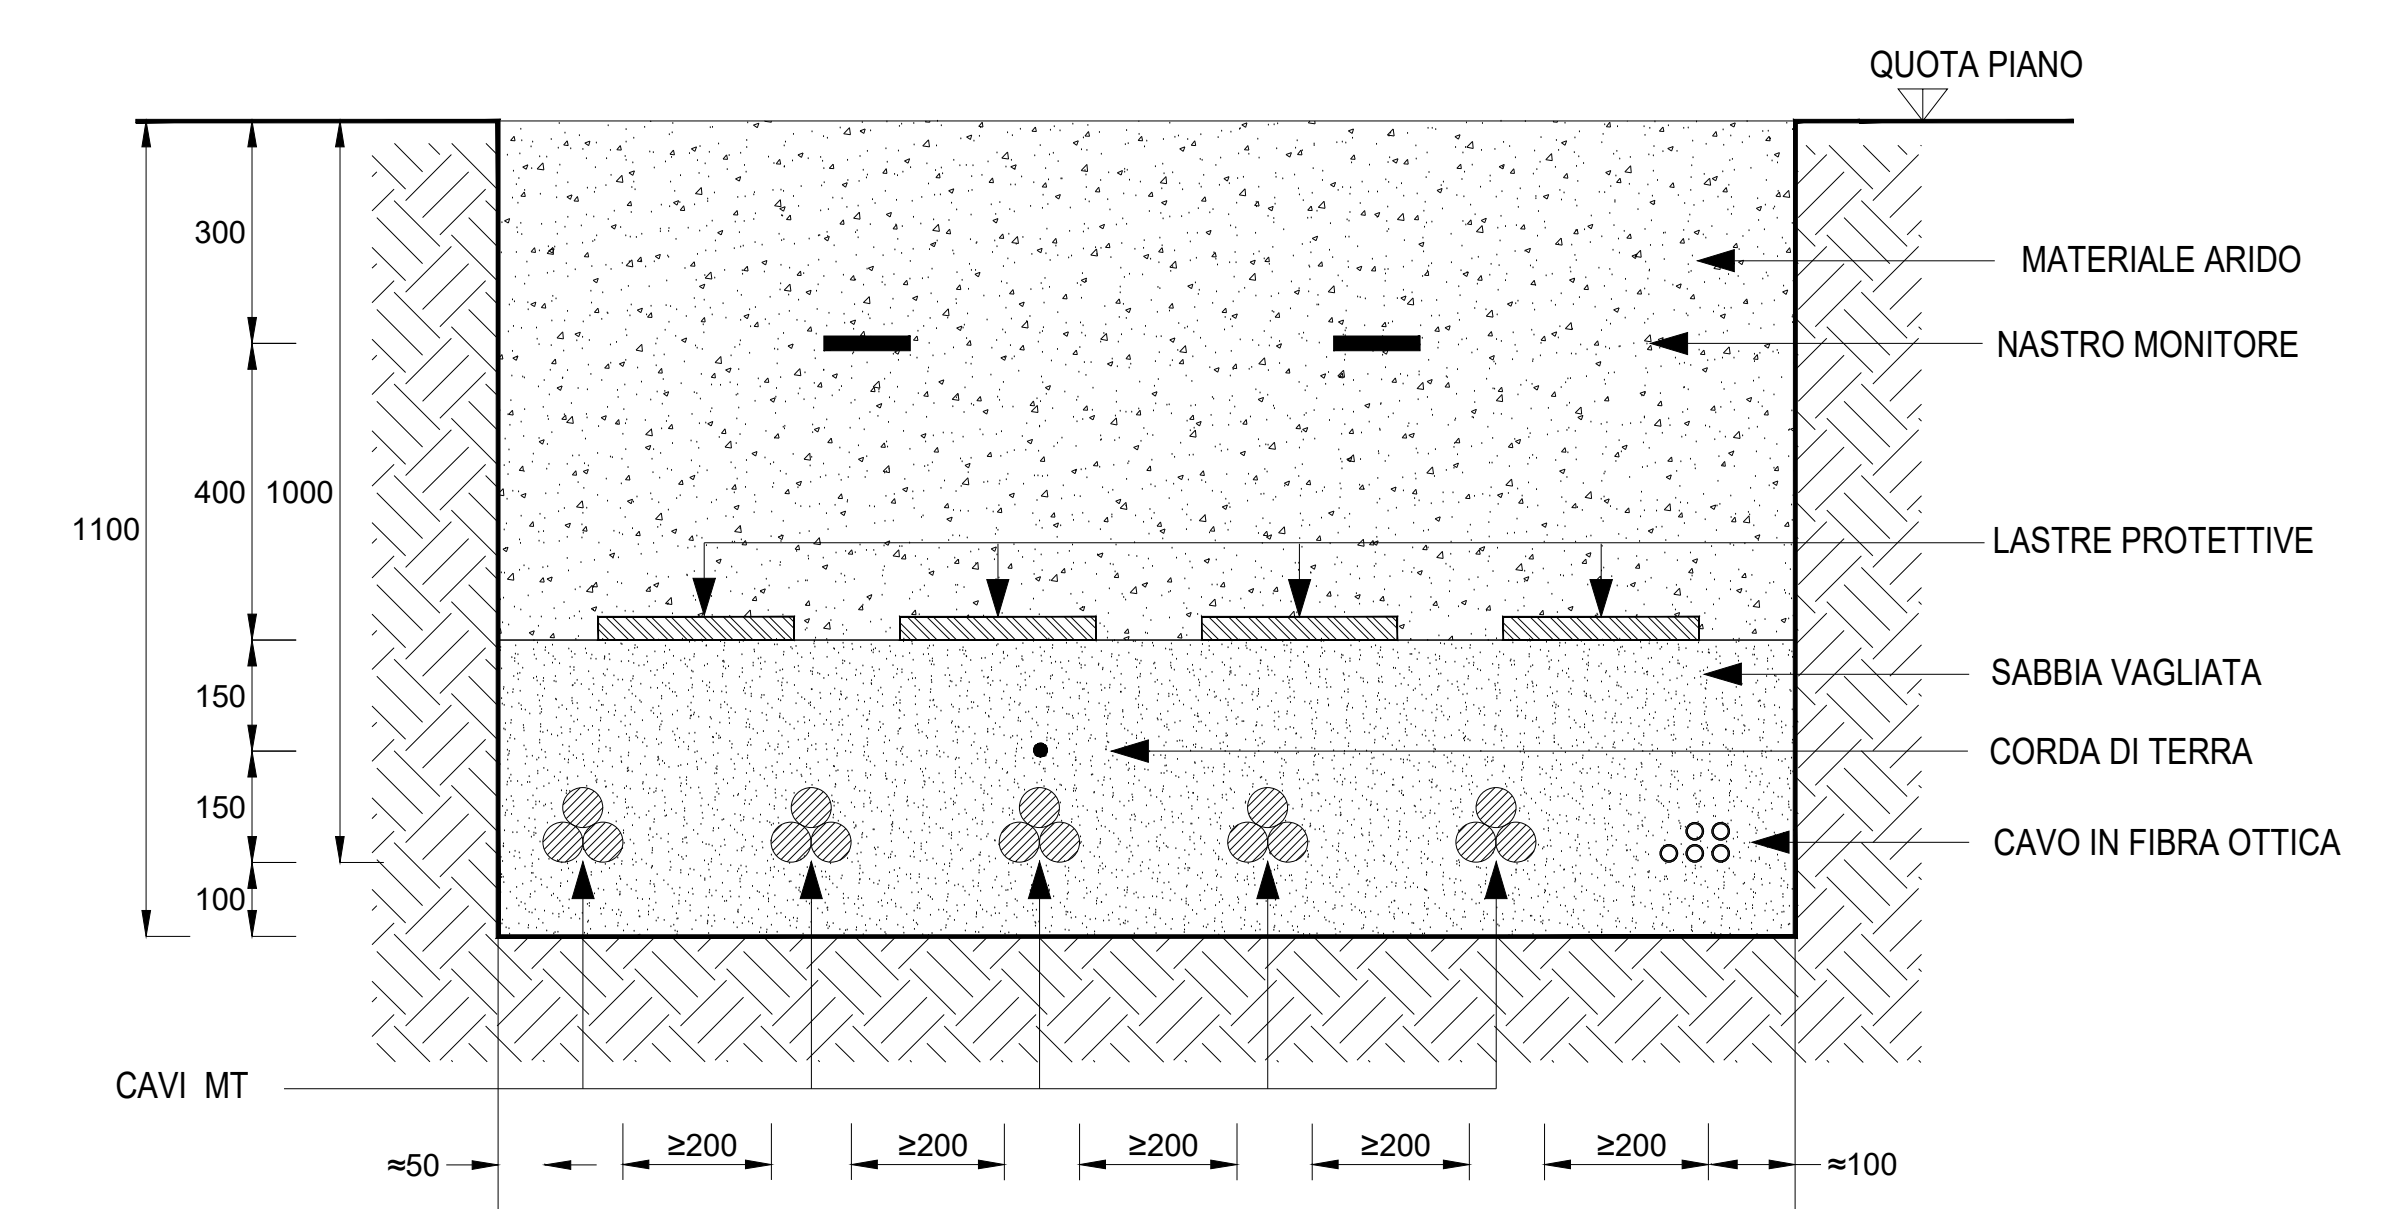 QUOTA PIANO
300
MATERIALE ARIDO
NASTRO MONITORE
400
1000
1100
LASTRE PROTETTIVE
150
SABBIA VAGLIATA
CORDA DI TERRA
150
CAVO IN FIBRA OTTICA
100
CAVI MT
≈50
≥200
≥200
≥200
≥200
≥200
≈100